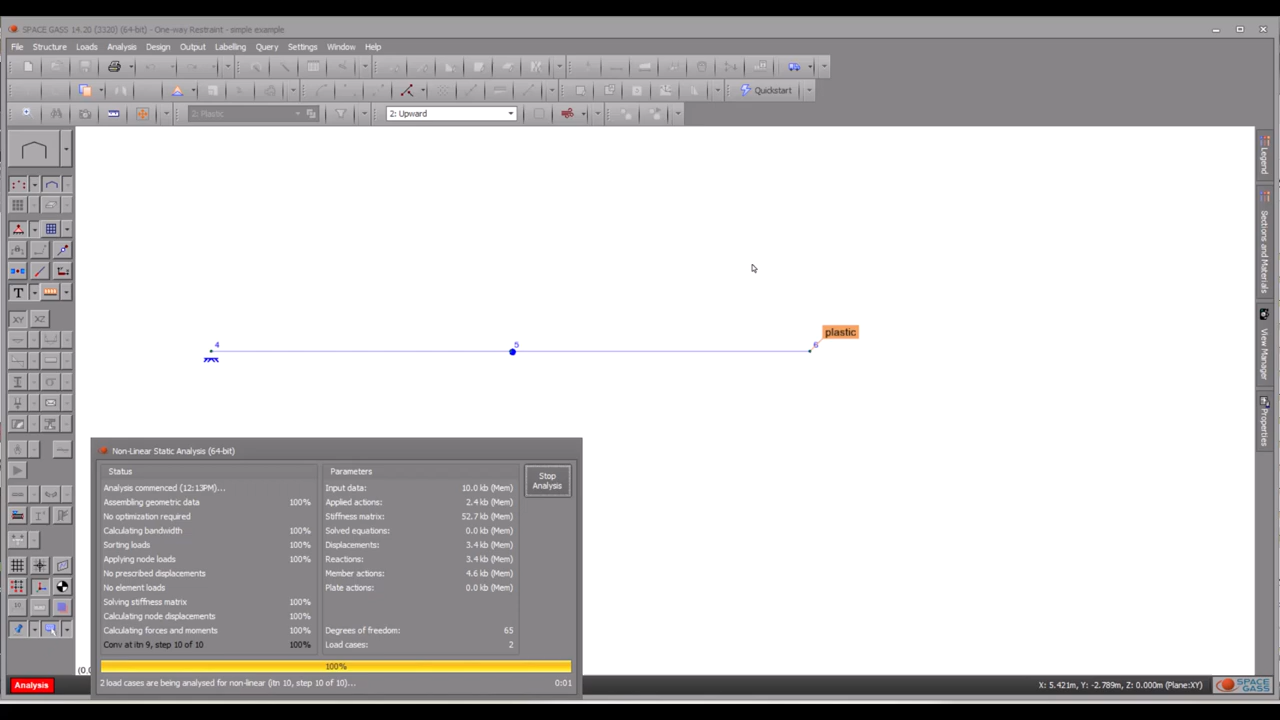 SPACE GASS 14.20 (3320) (64-bit) - One-way Restraint - simple example
File Structure Loads Analysis Design Output Labelling Query Settings Window Help
Quickstart
2: Plastic
2: Upward
Legend
Sections and Materials
View Manager
Properties
T
XY XZ
plastic
4
5
6
Non-Linear Static Analysis (64-bit)
Status
Analysis commenced (12:13PM)...
Assembling geometric data 100%
No optimization required
Calculating bandwidth 100%
Sorting loads 100%
Applying node loads 100%
No prescribed displacements
No element loads
Solving stiffness matrix 100%
Calculating node displacements 100%
Calculating forces and moments 100%
Conv at itn 9, step 10 of 10 100%
Parameters
Input data: 10.0 kb (Mem)
Applied actions: 2.4 kb (Mem)
Stiffness matrix: 52.7 kb (Mem)
Solved equations: 0.0 kb (Mem)
Displacements: 3.4 kb (Mem)
Reactions: 3.4 kb (Mem)
Member actions: 4.6 kb (Mem)
Plate actions: 0.0 kb (Mem)
Degrees of freedom: 65
Load cases: 2
Stop
Analysis
100%
2 load cases are being analysed for non-linear (itn 10, step 10 of 10)... 0:01
(0,0
Analysis
X: 5.421m, Y: -2.789m, Z: 0.000m (Plane:XY)
SPACE
GASS